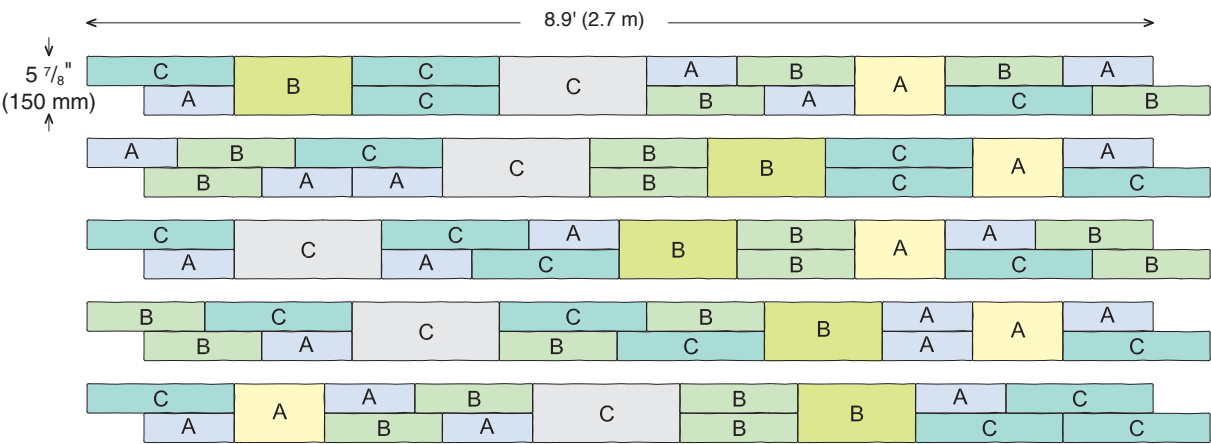 8.9' (2.7 m)
5 7/8"
(150 mm)
C B C C A B A B A
A C B A C B
A B C C B B C A A
B A A B C C
C C C A B B A A B
A A C B C B
B C C C B B A A A
B A B C A C
C A A B C B B A C
A B A B C C